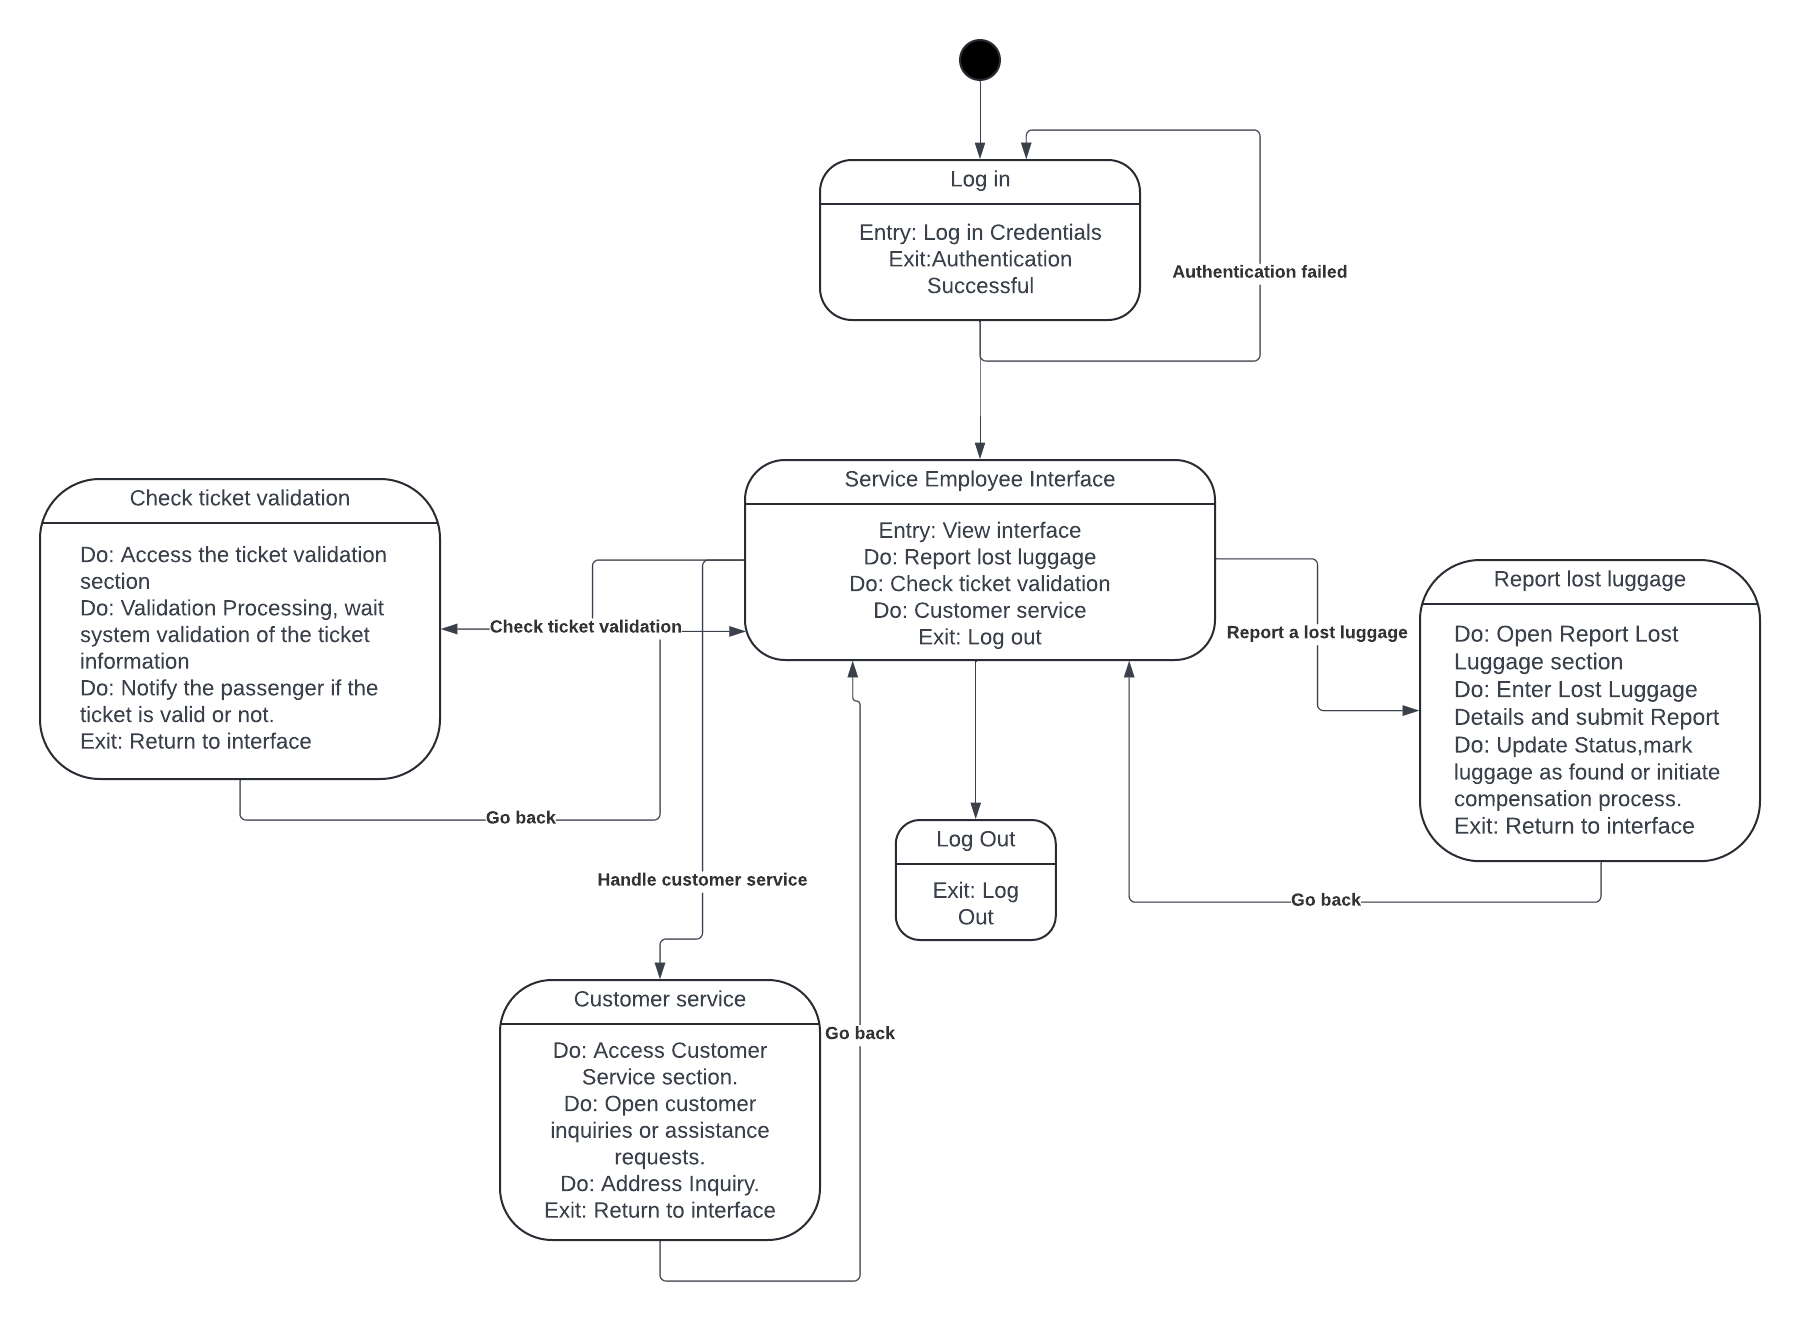 Log in
Entry: Log in Credentials
Exit:Authentication
Successful
Authentication failed
Service Employee Interface
Entry: View interface
Do: Report lost luggage
Do: Check ticket validation
Do: Customer service
Exit: Log out
Check ticket validation
Do: Access the ticket validation
section
Do: Validation Processing, wait
system validation of the ticket
information
Do: Notify the passenger if the
ticket is valid or not.
Exit: Return to interface
Check ticket validation
Go back
Report a lost luggage
Report lost luggage
Do: Open Report Lost
Luggage section
Do: Enter Lost Luggage
Details and submit Report
Do: Update Status,mark
luggage as found or initiate
compensation process.
Exit: Return to interface
Go back
Log Out
Exit: Log
Out
Handle customer service
Customer service
Do: Access Customer
Service section.
Do: Open customer
inquiries or assistance
requests.
Do: Address Inquiry.
Exit: Return to interface
Go back